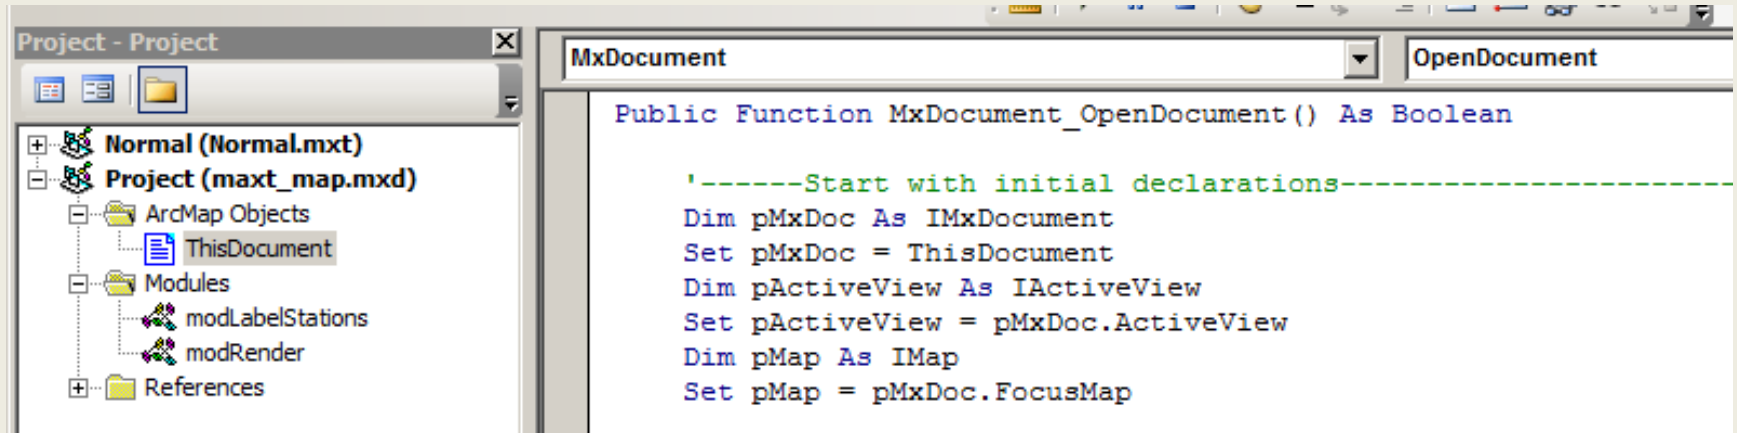 Project - Project
Normal (Normal.mxt)
Project (maxt_map.mxd)
ArcMap Objects
ThisDocument
Modules
modLabelStations
modRender
References
MxDocument
OpenDocument
Public Function MxDocument_OpenDocument() As Boolean
'------Start with initial declarations-----------------------
Dim pMxDoc As IMxDocument
Set pMxDoc = ThisDocument
Dim pActiveView As IActiveView
Set pActiveView = pMxDoc.ActiveView
Dim pMap As IMap
Set pMap = pMxDoc.FocusMap